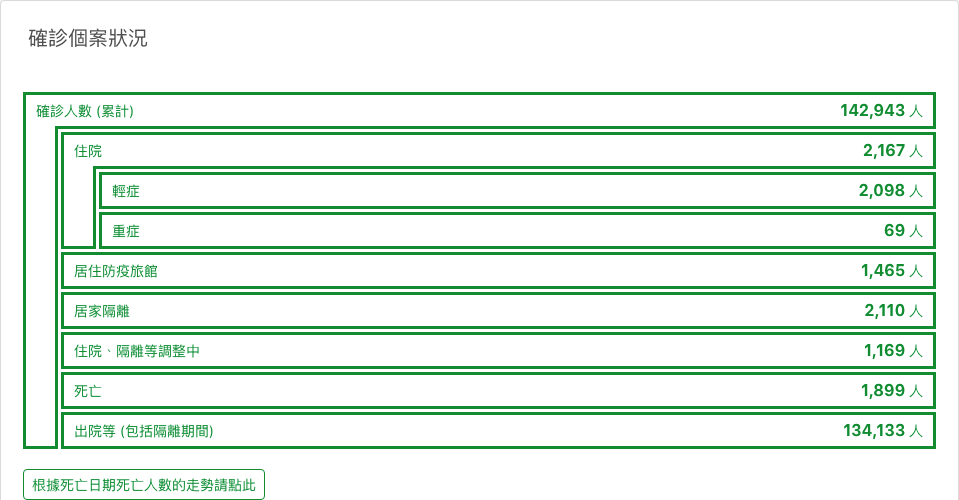 確診個案狀況
確診人數 (累計) 142,943 人
住院 2,167 人
輕症 2,098 人
重症 69 人
居住防疫旅館 1,465 人
居家隔離 2,110 人
住院、隔離等調整中 1,169 人
死亡 1,899 人
出院等 (包括隔離期間) 134,133 人
根據死亡日期死亡人數的走勢請點此